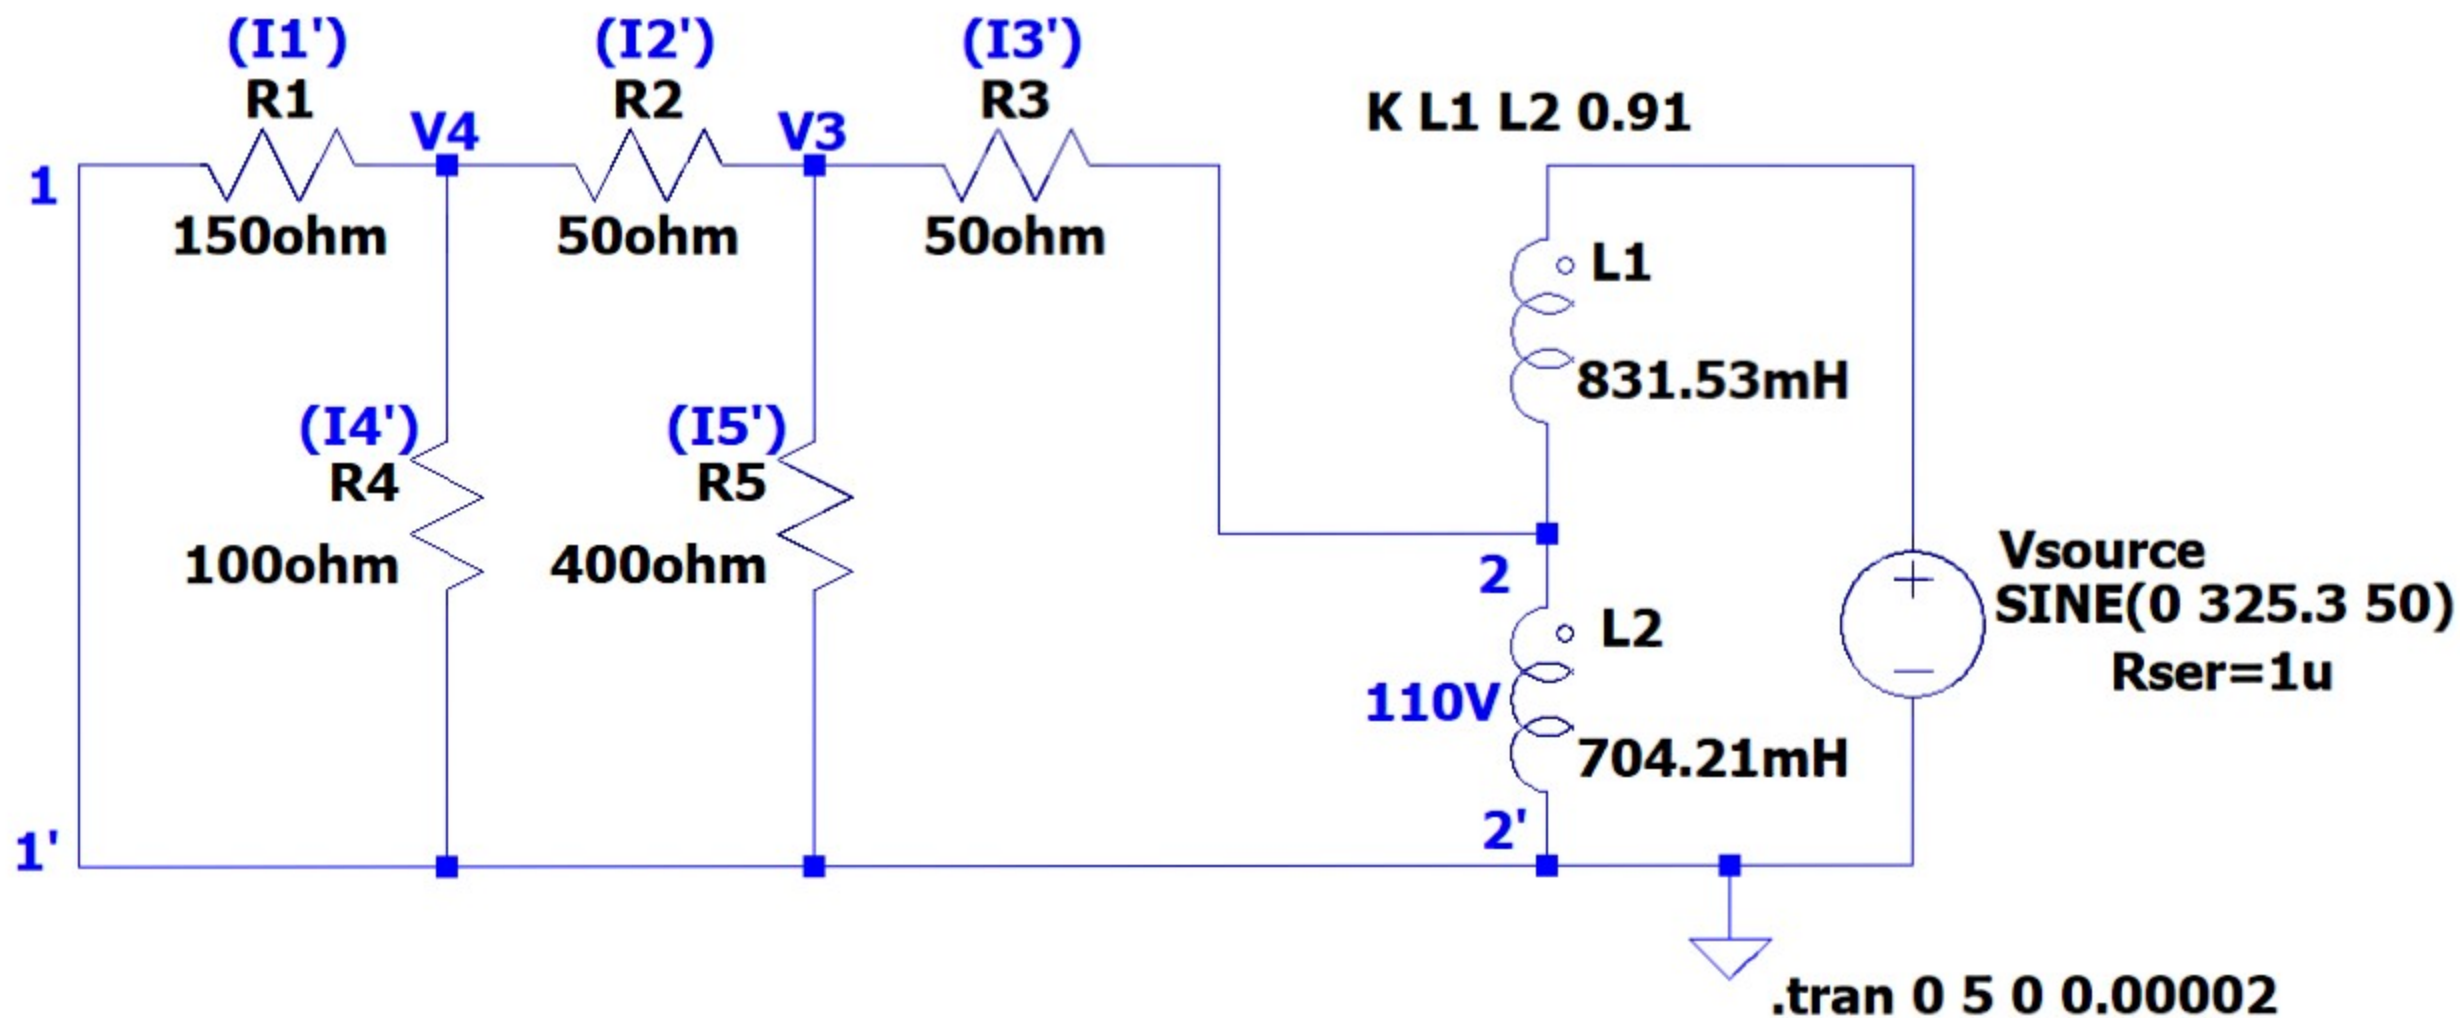 (I1')
(I2')
(I3')
R1
R2
R3
K L1 L2 0.91
V4
V3
1
150ohm
50ohm
50ohm
L1
831.53mH
(I4')
(I5')
R4
R5
100ohm
400ohm
2
Vsource
SINE(0 325.3 50)
Rser=1u
L2
110V
704.21mH
1'
2'
.tran 0 5 0 0.00002